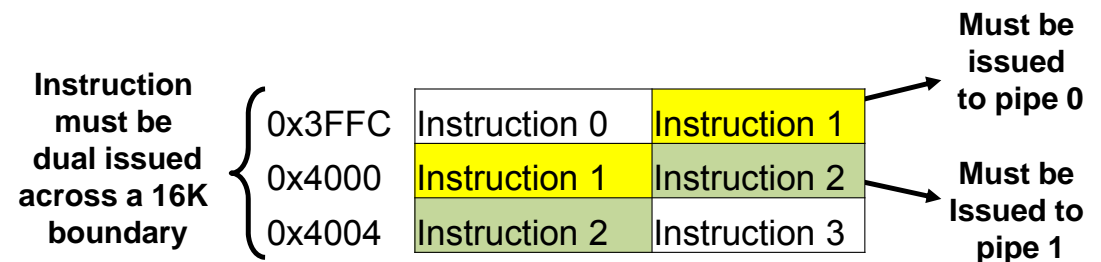 Instruction
must be
dual issued
across a 16K
boundary
0x3FFC Instruction 0 Instruction 1
0x4000 Instruction 1 Instruction 2
0x4004 Instruction 2 Instruction 3
Must be
issued
to pipe 0
Must be
Issued to
pipe 1